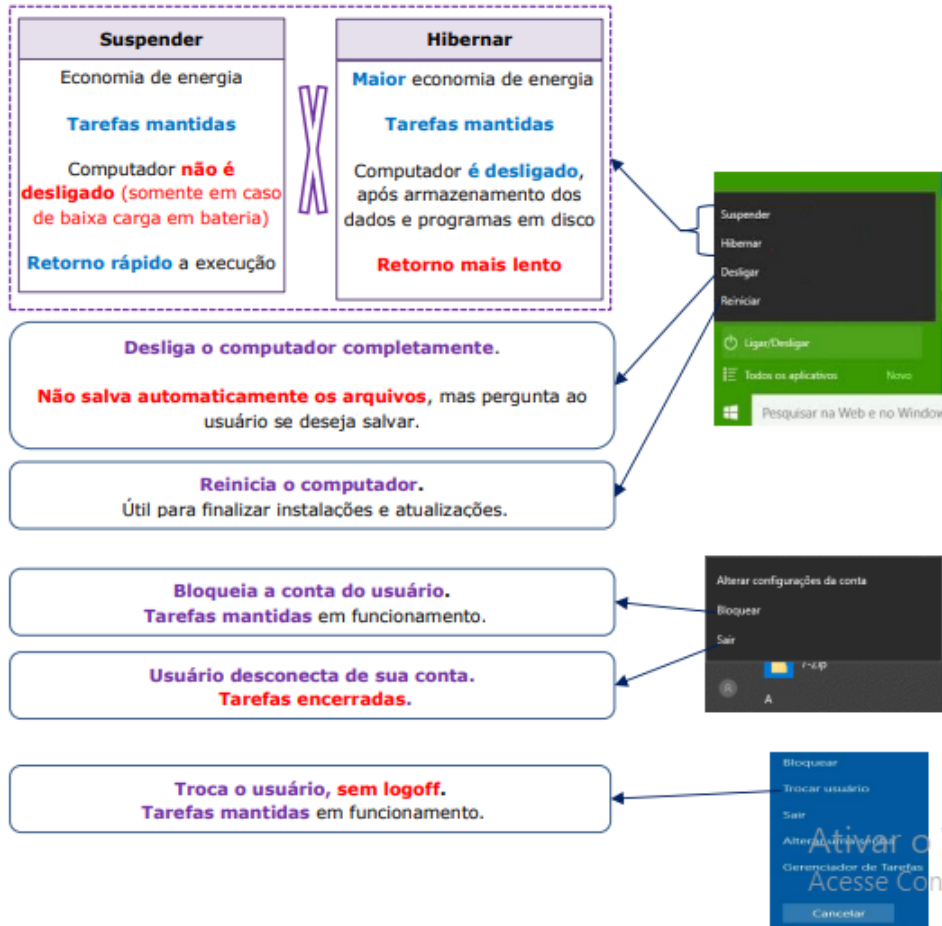 Suspender
Economia de energia
Tarefas mantidas
Computador não é
desligado (somente em caso
de baixa carga em bateria)
Retorno rápido a execução
X
Hibernar
Maior economia de energia
Tarefas mantidas
Computador é desligado,
após armazenamento dos
dados e programas em disco
Retorno mais lento
Suspender
Hibernar
Desligar
Reiniciar
Ligar/Desligar
Todos os aplicativos Novo
Pesquisar na Web e no Window
Desliga o computador completamente.
Não salva automaticamente os arquivos, mas pergunta ao
usuário se deseja salvar.
Reinicia o computador.
Útil para finalizar instalações e atualizações.
Bloqueia a conta do usuário.
Tarefas mantidas em funcionamento.
Usuário desconecta de sua conta.
Tarefas encerradas.
Alterar configurações da conta
Bloquear
Sair
7-Zip
A
Troca o usuário, sem logoff.
Tarefas mantidas em funcionamento.
Bloquear
Trocar usuário
Sair
Alterar uma senha
Gerenciador de Tarefas
Cancelar
Ativar o
Acesse Con